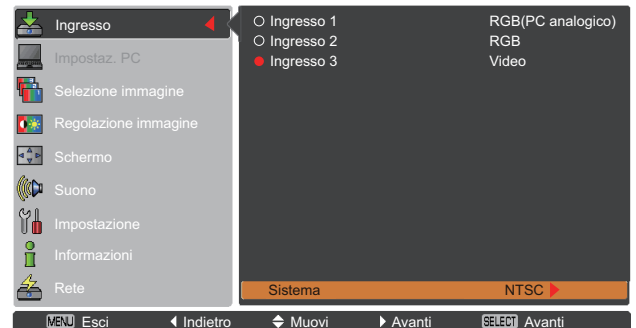 Ingresso
Impostaz. PC
Selezione immagine
Regolazione immagine
Schermo
Suono
Impostazione
Informazioni
Rete
Ingresso 1 RGB(PC analogico)
Ingresso 2 RGB
Ingresso 3 Video
Sistema NTSC
MENU Esci Indietro Muovi Avanti SELECT Avanti